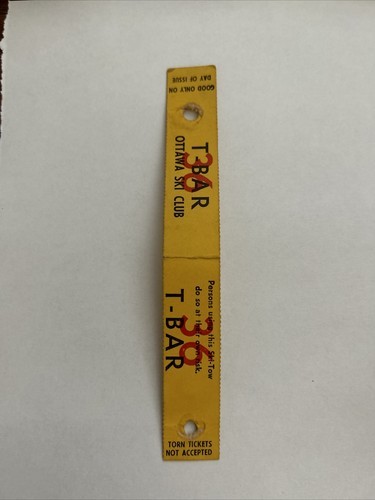 GOOD ONLY ON
DAY OF ISSUE
T-BAR
OTTAWA SKI CLUB
36
Persons using this Ski-Tow
do so at their own risk.
36
T-BAR
TORN TICKETS
NOT ACCEPTED